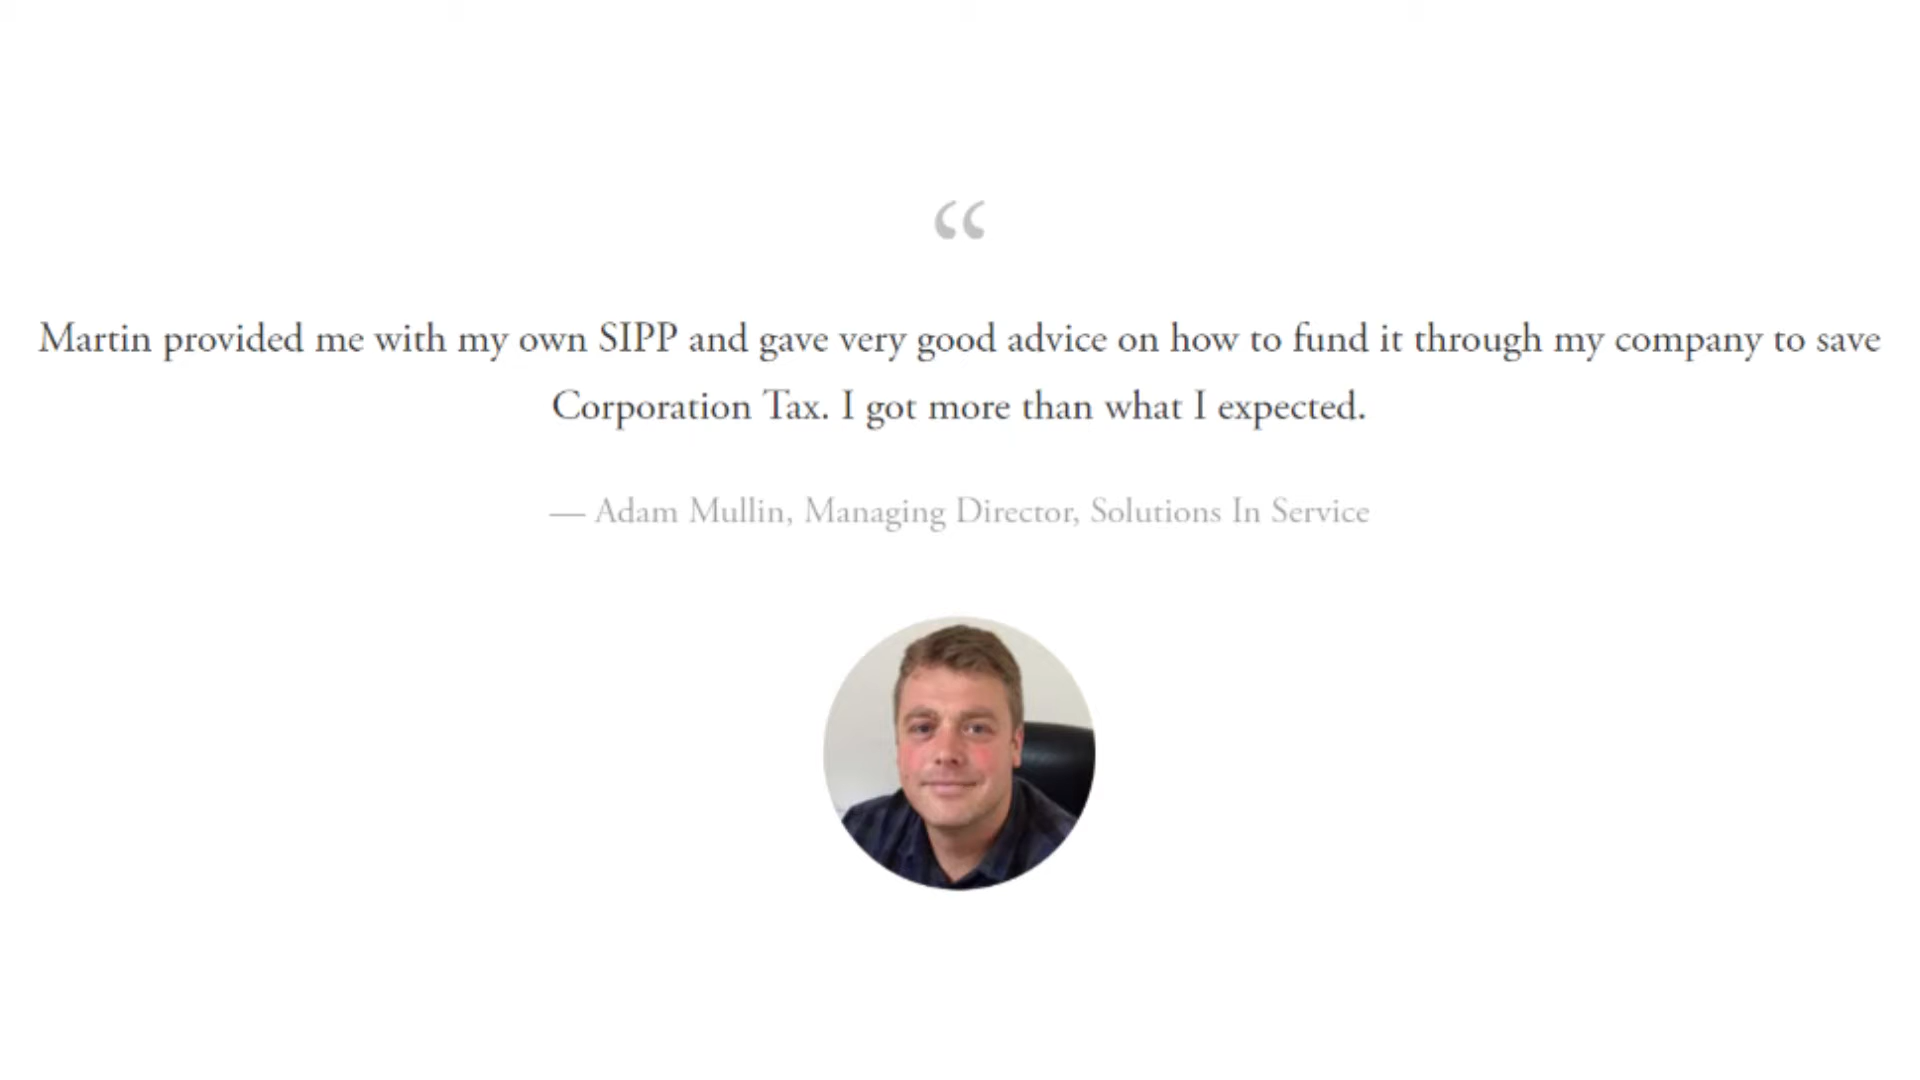 “
Martin provided me with my own SIPP and gave very good advice on how to fund it through my company to save
Corporation Tax. I got more than what I expected.
— Adam Mullin, Managing Director, Solutions In Service